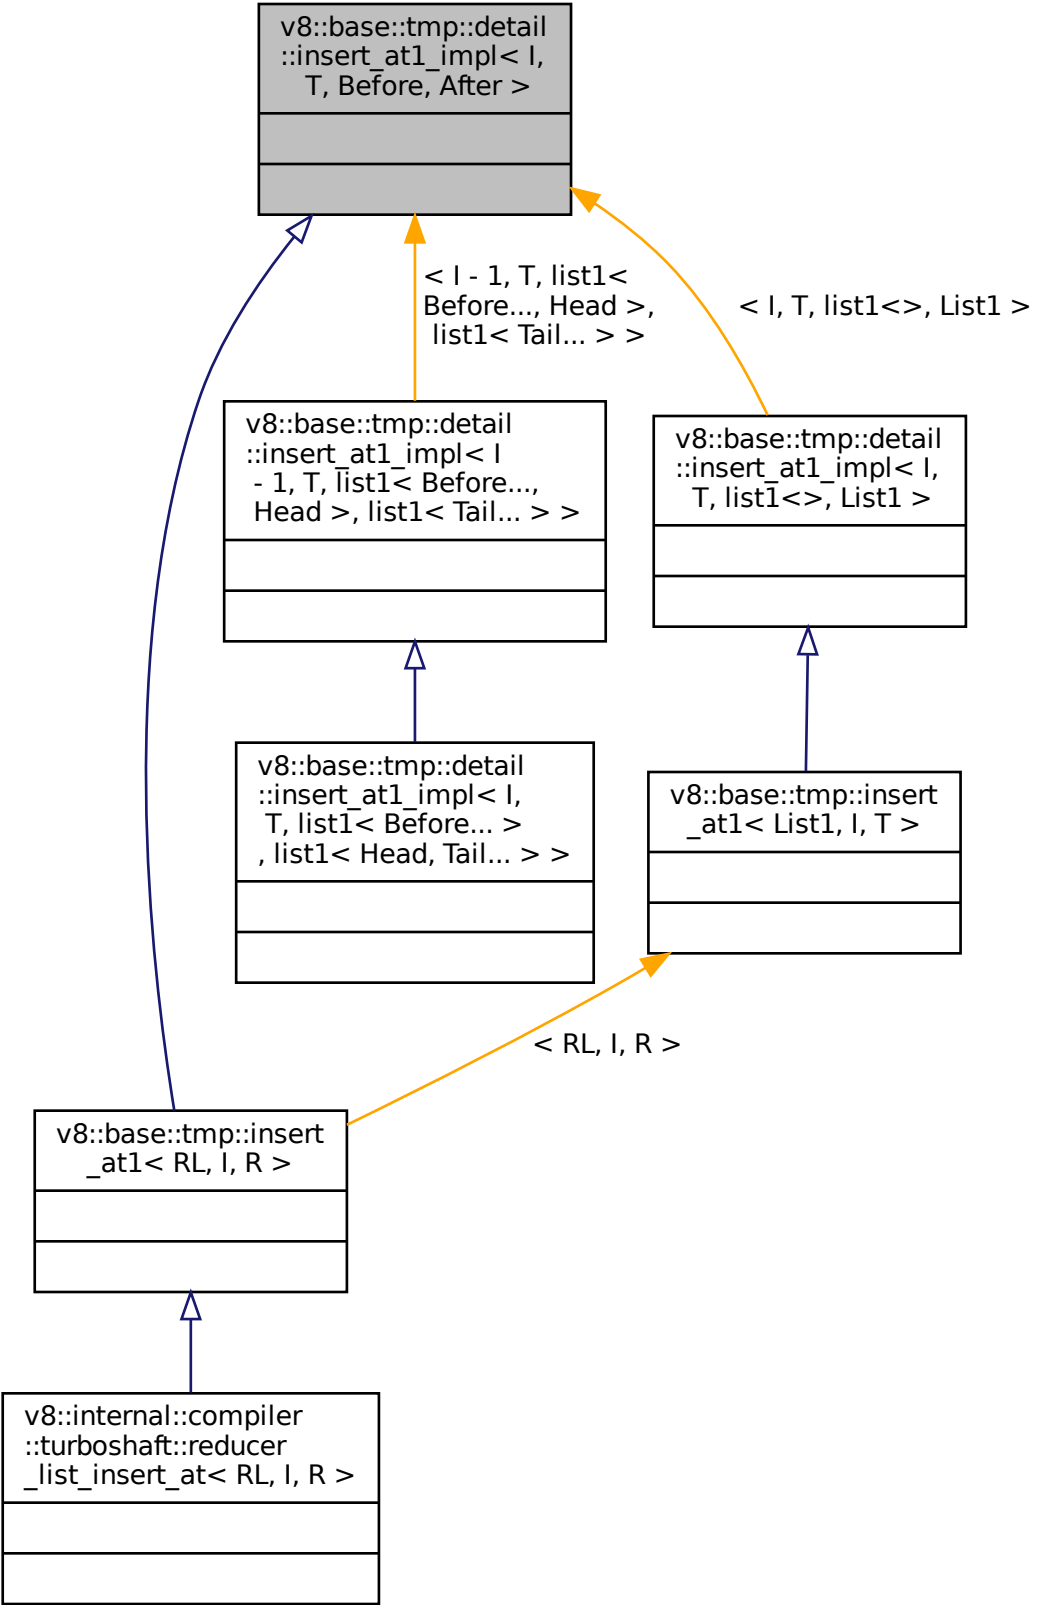 v8::base::tmp::detail
::insert_at1_impl< I,
T, Before, After >
< I - 1, T, list1<
Before..., Head >,
list1< Tail... > >
< I, T, list1<>, List1 >
v8::base::tmp::detail
::insert_at1_impl< I
- 1, T, list1< Before...,
Head >, list1< Tail... > >
v8::base::tmp::detail
::insert_at1_impl< I,
T, list1<>, List1 >
v8::base::tmp::detail
::insert_at1_impl< I,
T, list1< Before... >
, list1< Head, Tail... > >
v8::base::tmp::insert
_at1< List1, I, T >
< RL, I, R >
v8::base::tmp::insert
_at1< RL, I, R >
v8::internal::compiler
::turboshaft::reducer
_list_insert_at< RL, I, R >